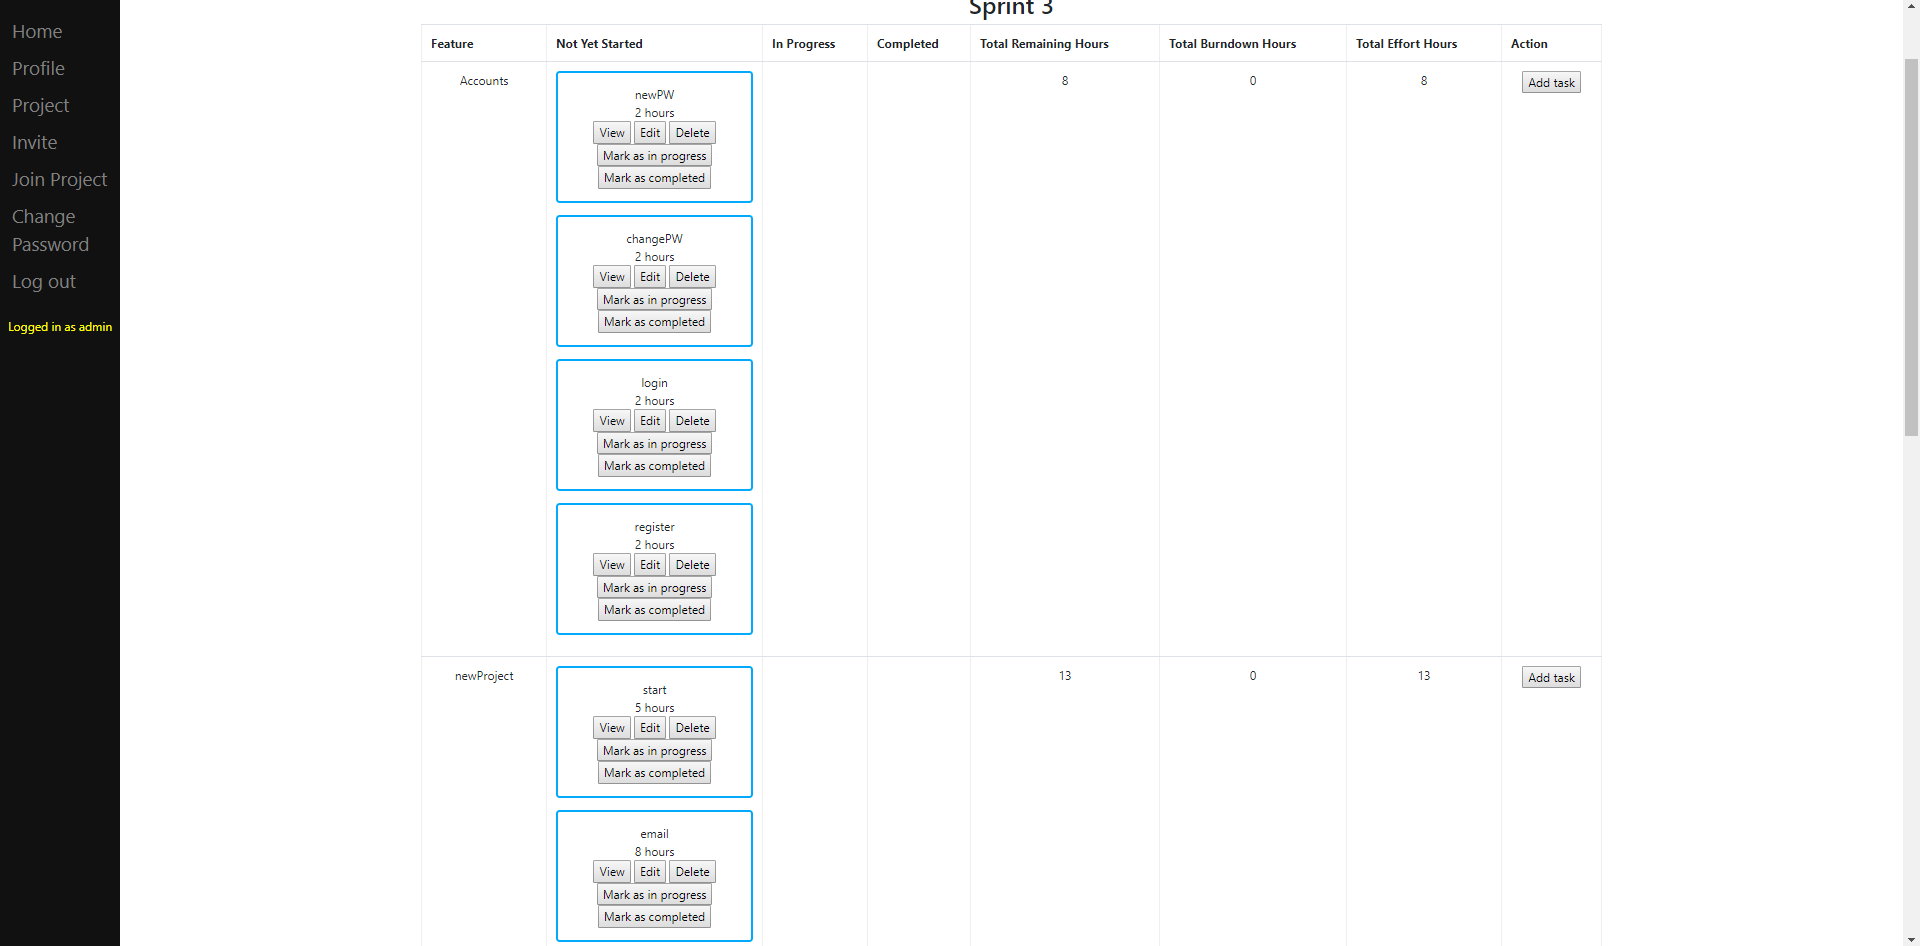 Home
Profile
Project
Invite
Join Project
Change
Password
Log out
Logged in as admin
Sprint 3
Feature Not Yet Started In Progress Completed Total Remaining Hours Total Burndown Hours Total Effort Hours Action
Accounts 8 0 8 Add task
newPW
2 hours
View Edit Delete
Mark as in progress
Mark as completed
changePW
2 hours
View Edit Delete
Mark as in progress
Mark as completed
login
2 hours
View Edit Delete
Mark as in progress
Mark as completed
register
2 hours
View Edit Delete
Mark as in progress
Mark as completed
newProject 13 0 13 Add task
start
5 hours
View Edit Delete
Mark as in progress
Mark as completed
email
8 hours
View Edit Delete
Mark as in progress
Mark as completed